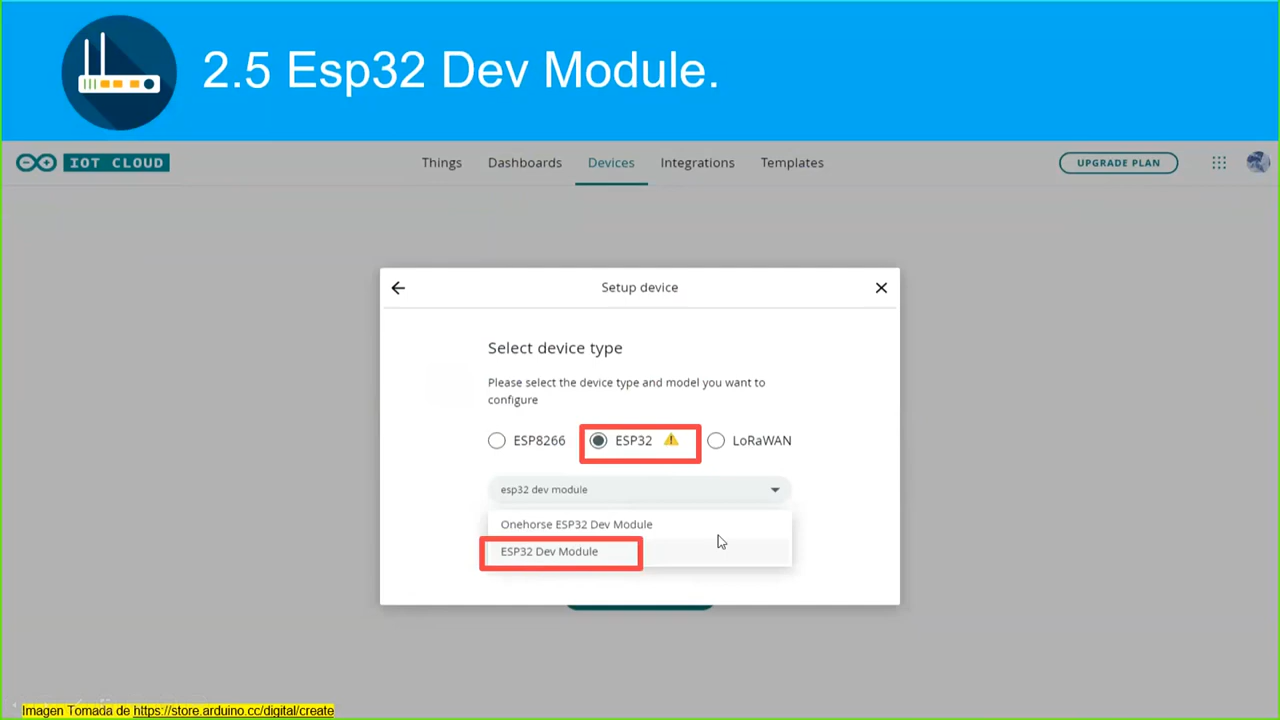 2.5 Esp32 Dev Module.
IOT CLOUD
Things
Dashboards
Devices
Integrations
Templates
UPGRADE PLAN
Setup device
Select device type
Please select the device type and model you want to
configure
ESP8266
ESP32
LoRaWAN
esp32 dev module
Onehorse ESP32 Dev Module
ESP32 Dev Module
Imagen Tomada de https://store.arduino.cc/digital/create